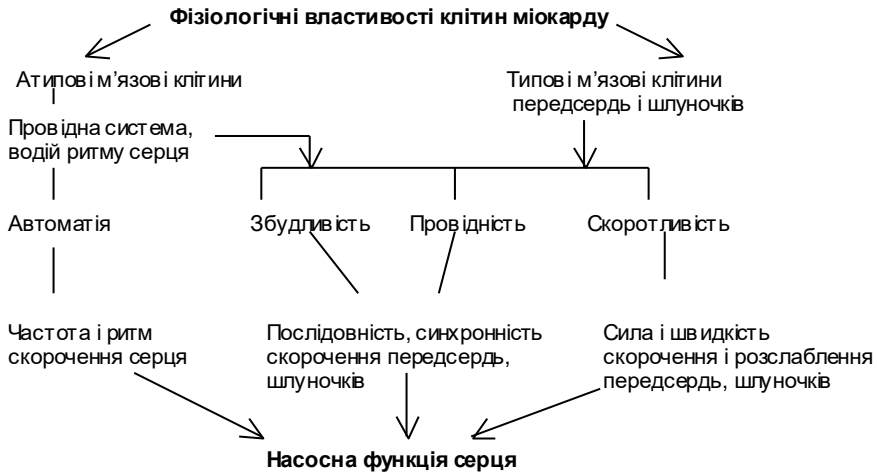 Фізіологічні властивості клітин міокарду
Атипові м’язові клітини
Типові м’язові клітини
передсердь і шлуночків
Провідна система,
водій ритму серця
Автоматія
Збудливість
Провідність
Скоротливість
Частота і ритм
скорочення серця
Послідовність, синхронність
скорочення передсердь,
шлуночків
Сила і швидкість
скорочення і розслаблення
передсердь, шлуночків
Насосна функція серця